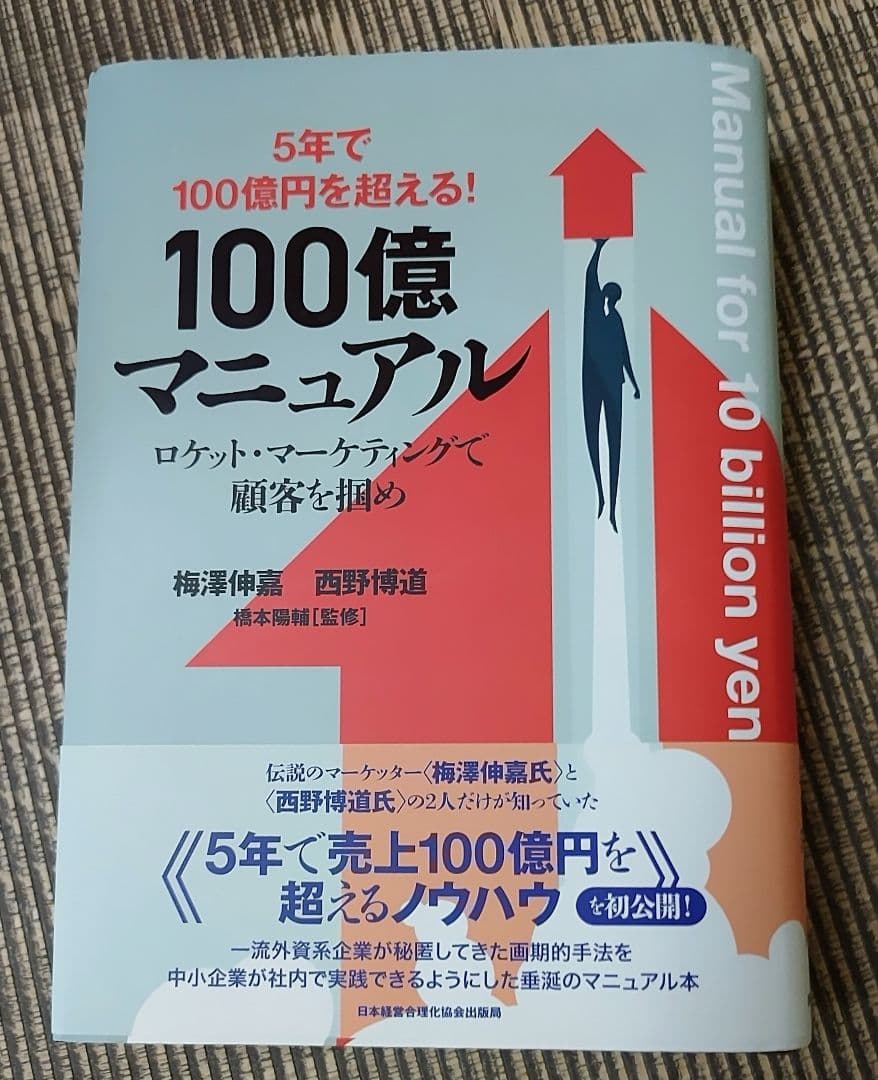 5年で
100億円を超える!
100億
マニュアル
ロケット・マーケティングで
顧客を掴め
梅澤伸嘉 西野博道
橋本陽輔[監修]
Manual for 10 billion yen
伝説のマーケッター〈梅澤伸嘉氏〉と
〈西野博道氏〉の2人だけが知っていた
《5年で売上100億円を
超えるノウハウ》を初公開!
一流外資系企業が秘匿してきた画期的手法を
中小企業が社内で実践できるようにした垂涎のマニュアル本
日本経営合理化協会出版局